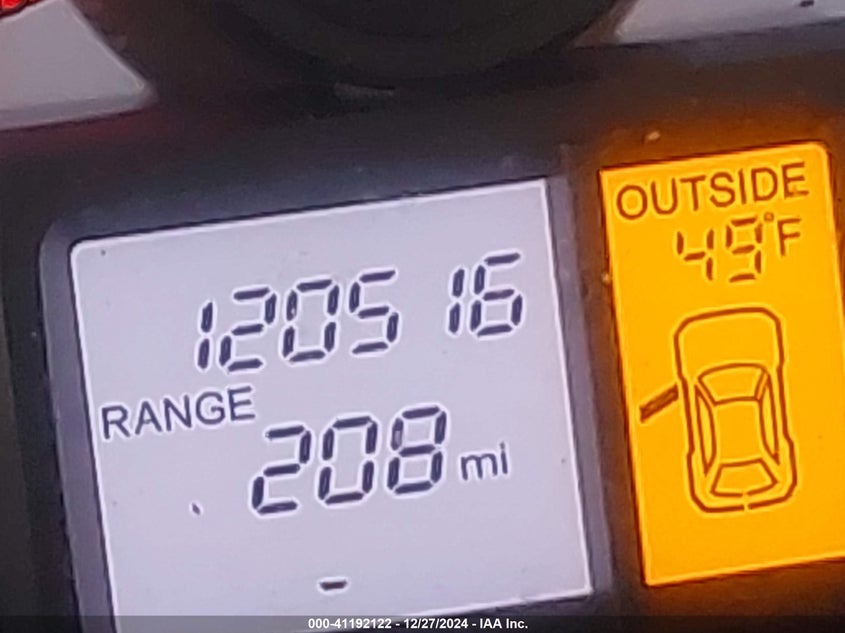 120516
RANGE
208 mi
-
OUTSIDE
49°F
000-41192122 - 12/27/2024 - IAA Inc.